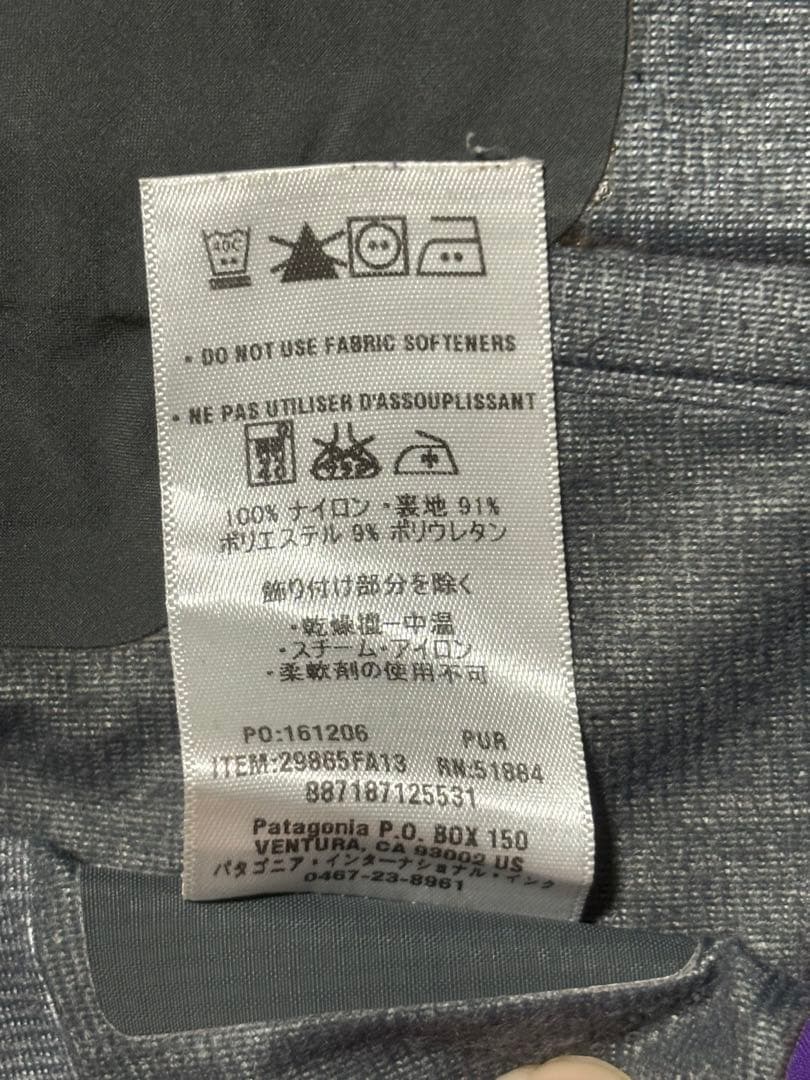 40C
• DO NOT USE FABRIC SOFTENERS
• NE PAS UTILISER D'ASSOUPLISSANT
40
100% ナイロン・裏地 91%
ポリエステル 9% ポリウレタン
飾り付け部分を除く
・乾燥機ー中温
・スチーム・アイロン
・柔軟剤の使用不可
PO:161206 PUR
ITEM:29865FA13 RN:51884
887187125531
Patagonia P.O. BOX 150
VENTURA, CA 93002 US
パタゴニア・インターナショナル・インク
0467-23-8961